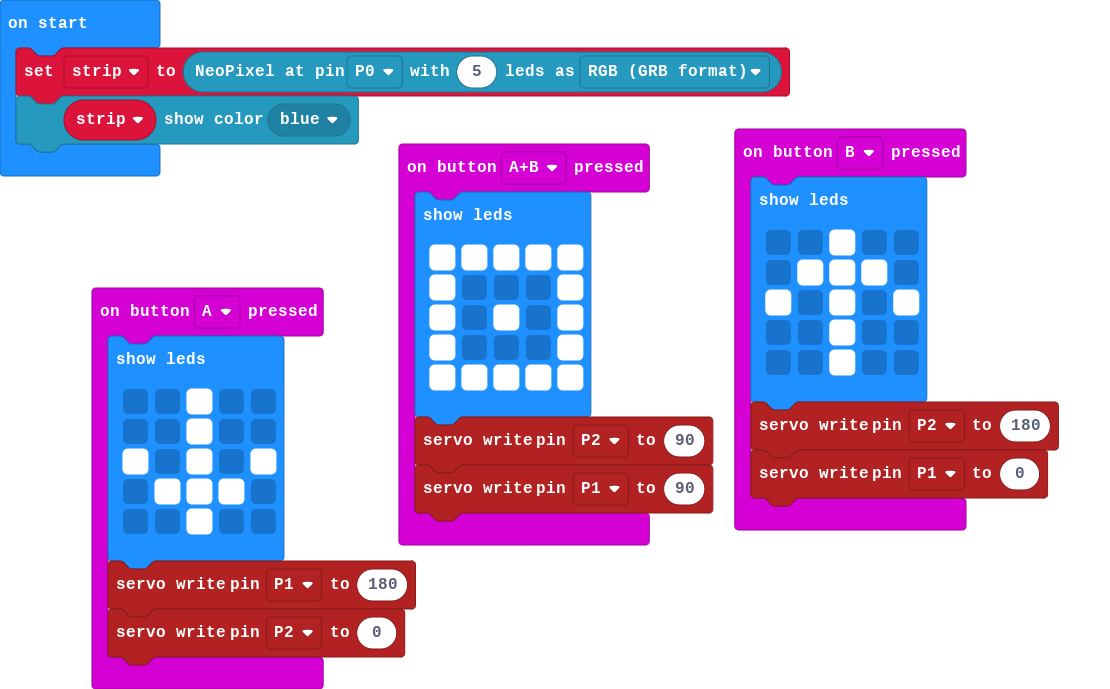 on start
set strip to NeoPixel at pin P0 with 5 leds as RGB (GRB format)
strip show color blue
on button A+B pressed
show leds
servo write pin P2 to 90
servo write pin P1 to 90
on button B pressed
show leds
servo write pin P2 to 180
servo write pin P1 to 0
on button A pressed
show leds
servo write pin P1 to 180
servo write pin P2 to 0